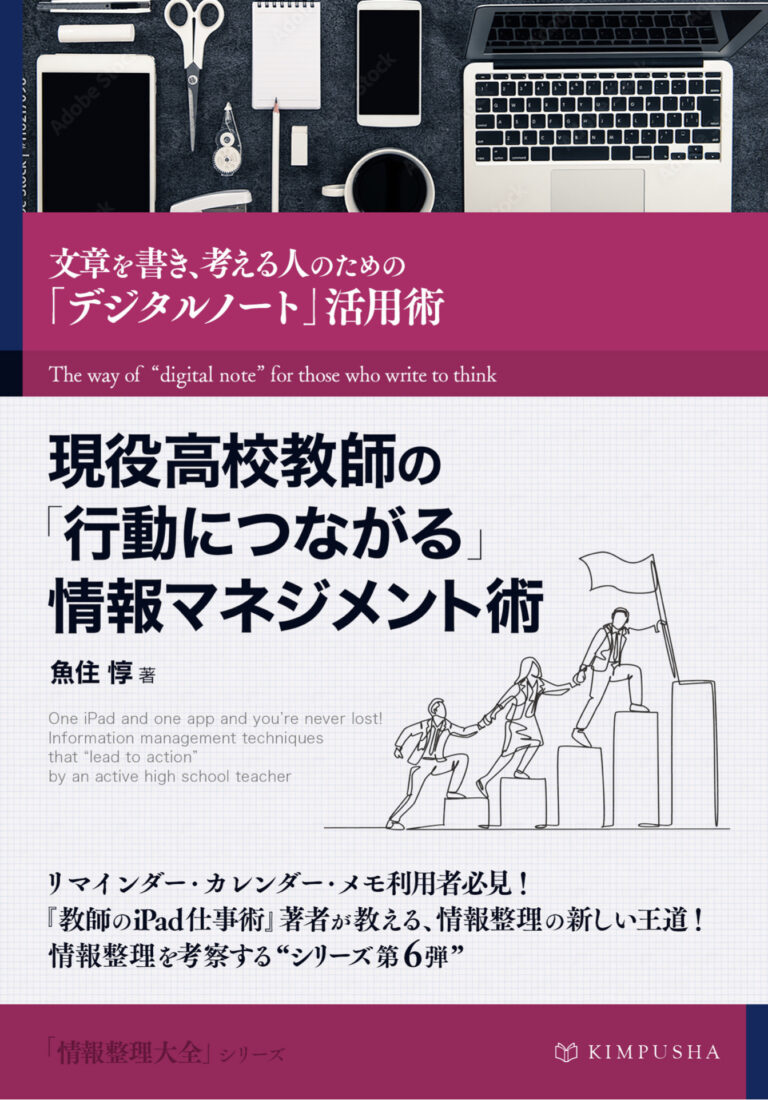 Adobe Stock
文章を書き、考える人のための
「デジタルノート」活用術
The way of “digital note” for those who write to think
現役高校教師の
「行動につながる」
情報マネジメント術
魚住 惇 著
One iPad and one app and you’re never lost!
Information management techniques
that “lead to action”
by an active high school teacher
リマインダー・カレンダー・メモ利用者必見！
『教師のiPad仕事術』著者が教える、情報整理の新しい王道！
情報整理を考察する“シリーズ第6弾”
「情報整理大全」シリーズ
KIMPUSHA